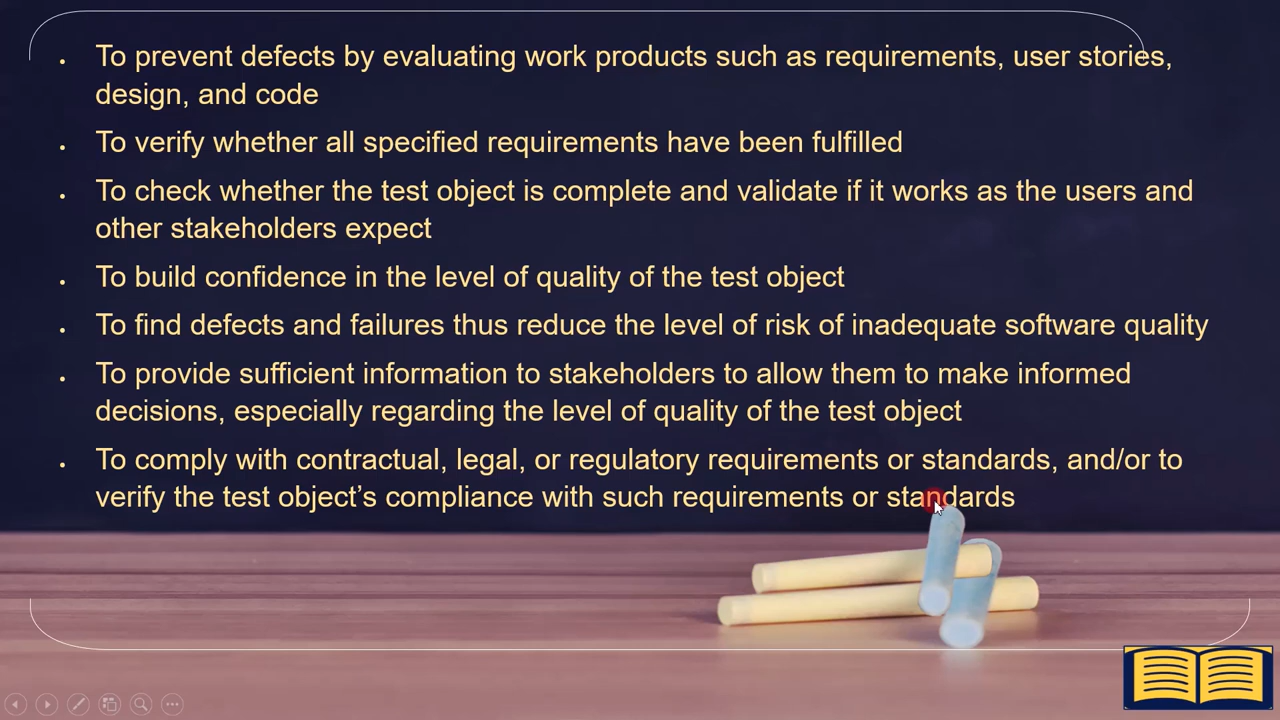 • To prevent defects by evaluating work products such as requirements, user stories,
design, and code
• To verify whether all specified requirements have been fulfilled
• To check whether the test object is complete and validate if it works as the users and
other stakeholders expect
• To build confidence in the level of quality of the test object
• To find defects and failures thus reduce the level of risk of inadequate software quality
• To provide sufficient information to stakeholders to allow them to make informed
decisions, especially regarding the level of quality of the test object
• To comply with contractual, legal, or regulatory requirements or standards, and/or to
verify the test object’s compliance with such requirements or standards